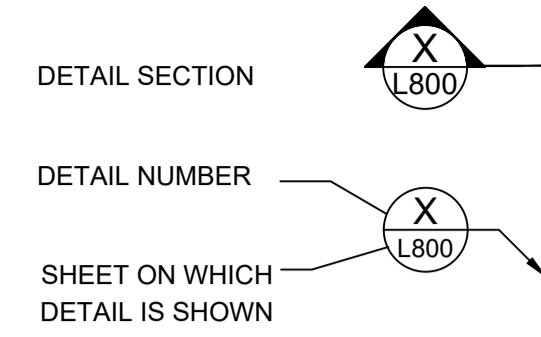 X
DETAIL SECTION
L800
DETAIL NUMBER
X
L800
SHEET ON WHICH
DETAIL IS SHOWN